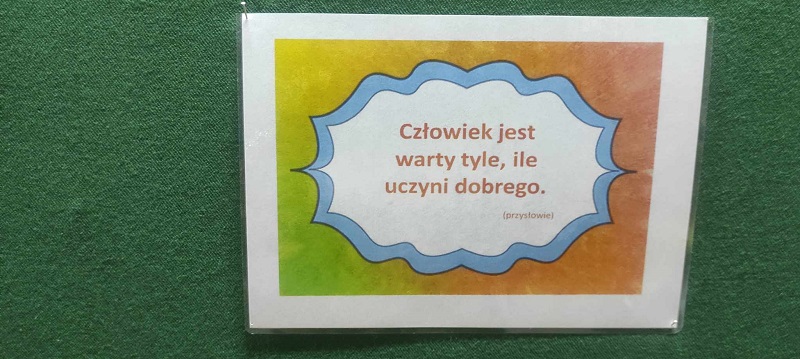 Człowiek jest
warty tyle, ile
uczyni dobrego.
(przysłowie)